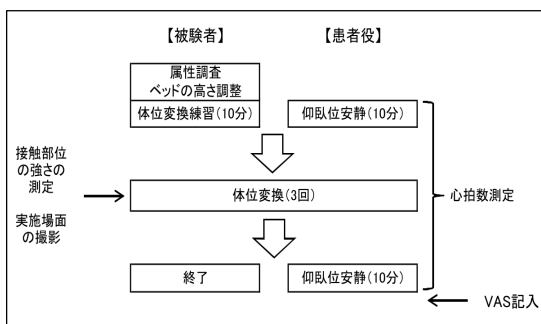 【被験者】
【患者役】
属性調査
ベッドの高さ調整
体位変換練習(10分)
仰臥位安静(10分)
接触部位
の強さの
測定
実施場面
の撮影
体位変換(3回)
心拍数測定
終了
仰臥位安静(10分)
VAS記入